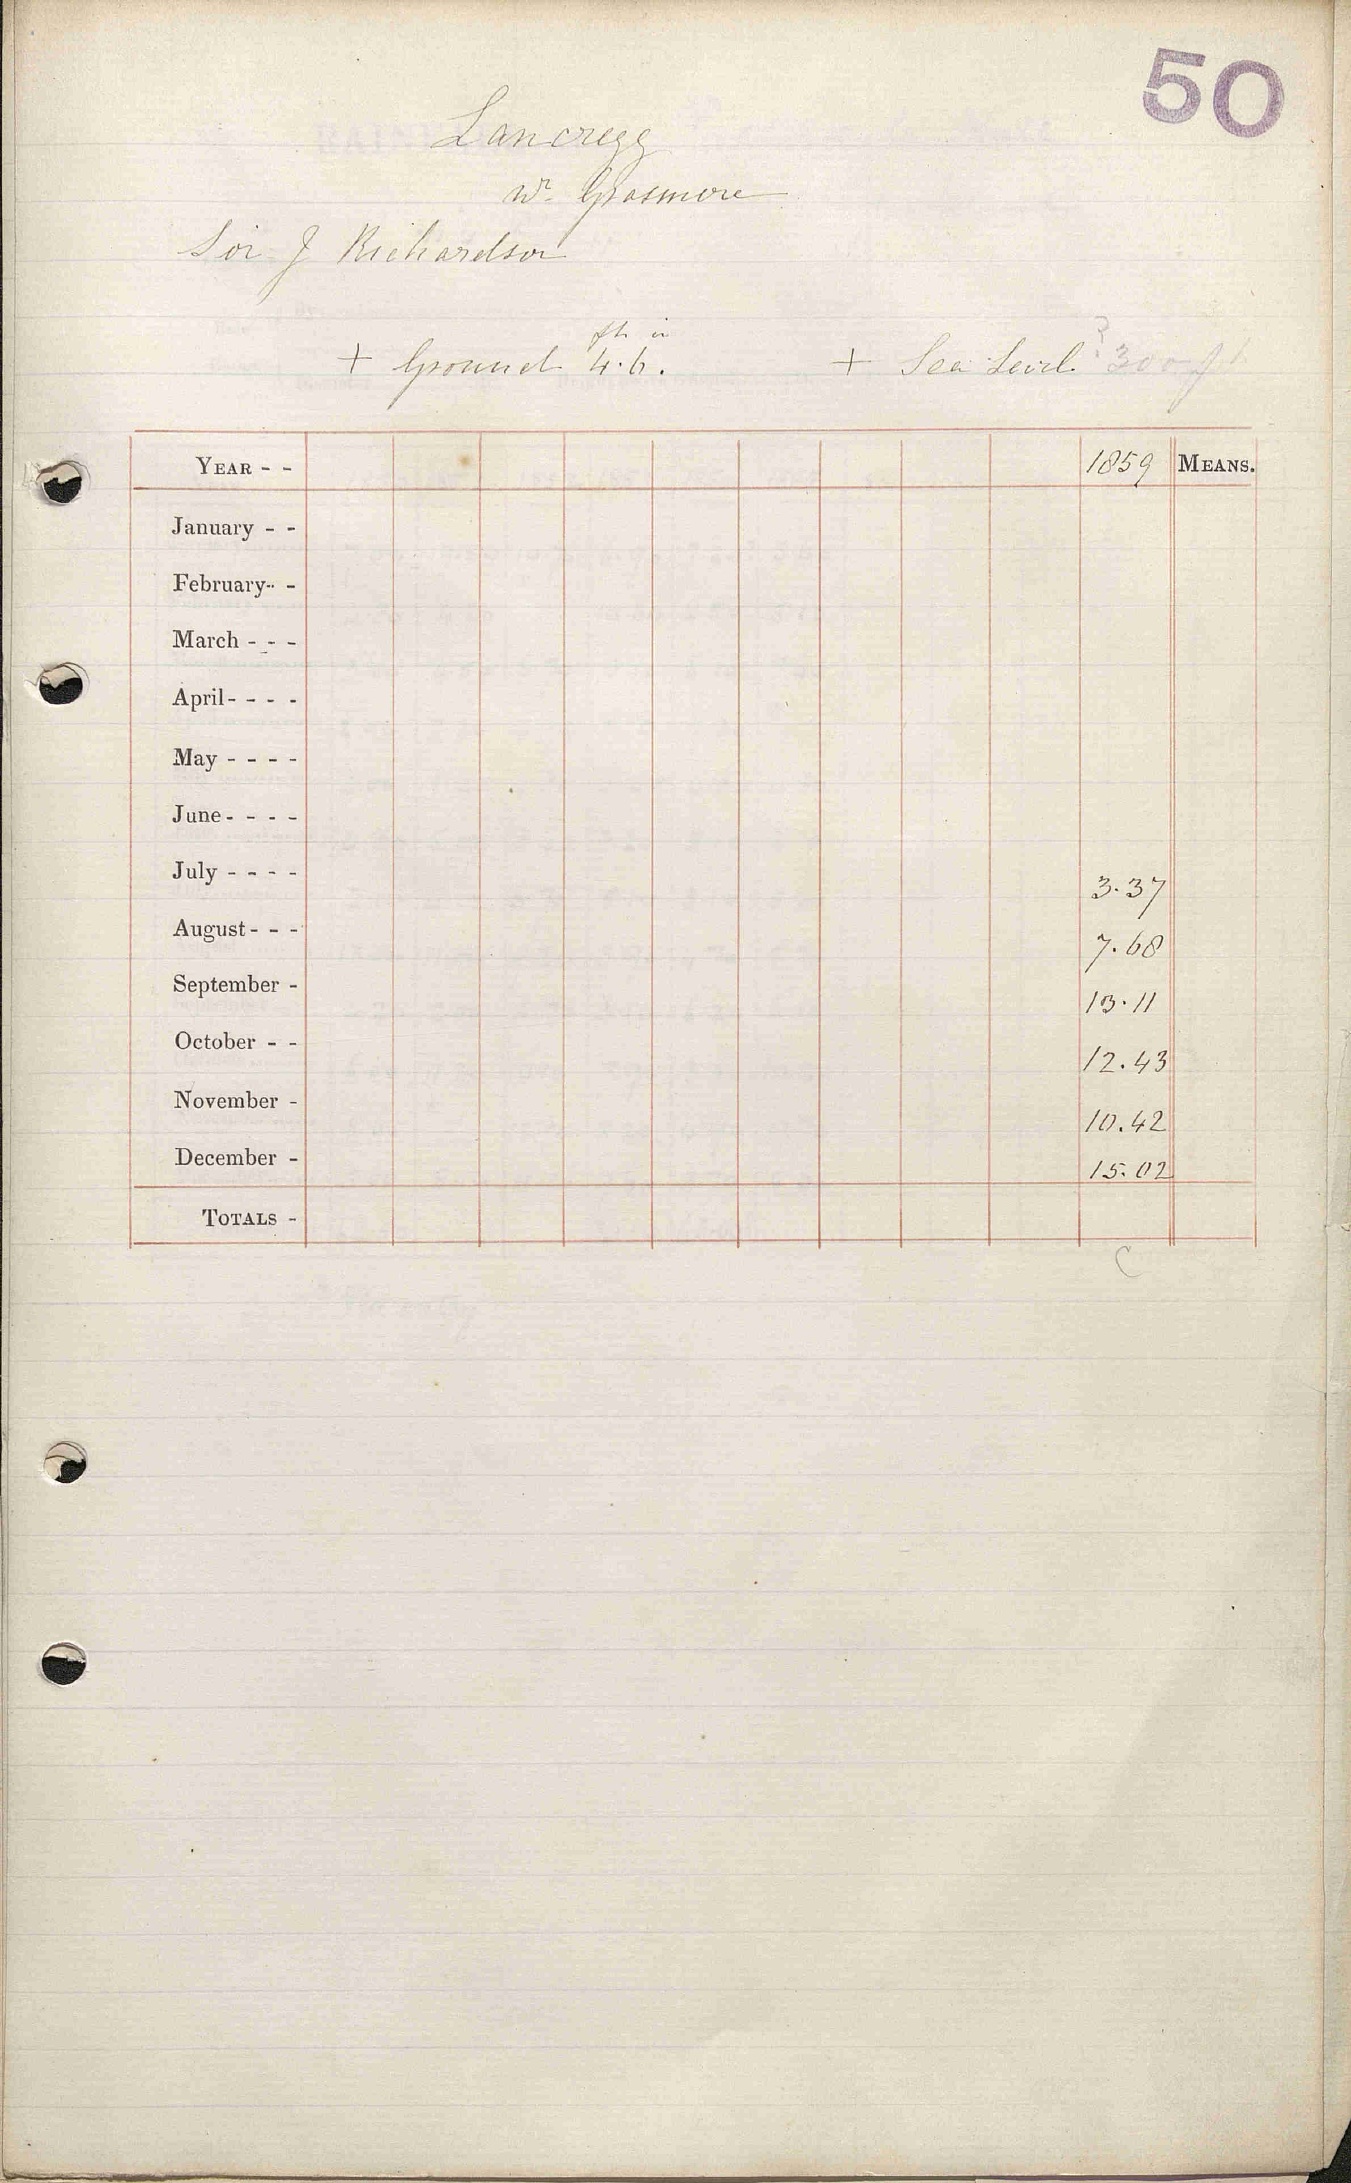 50
Lancregg
nr. Grasmere
Sir J Richardson
ft in
+ Ground 4.6. + Sea Level ? 300 ft
YEAR - - 1859 MEANS.
January - -
February - -
March - - -
April - - - -
May - - - -
June - - - -
July - - - - 3.37
August - - - 7.68
September - 13.11
October - - 12.43
November - 10.42
December - 15.02
TOTALS -
C